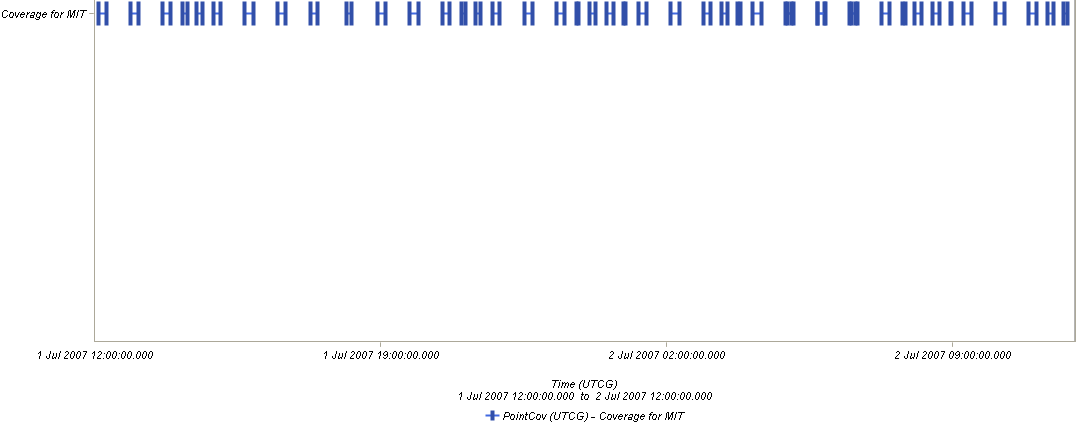 Coverage for MIT
1 Jul 2007 12:00:00.000 1 Jul 2007 19:00:00.000 2 Jul 2007 02:00:00.000 2 Jul 2007 09:00:00.000
Time (UTCG)
1 Jul 2007 12:00:00.000 to 2 Jul 2007 12:00:00.000
PointCov (UTCG) - Coverage for MIT